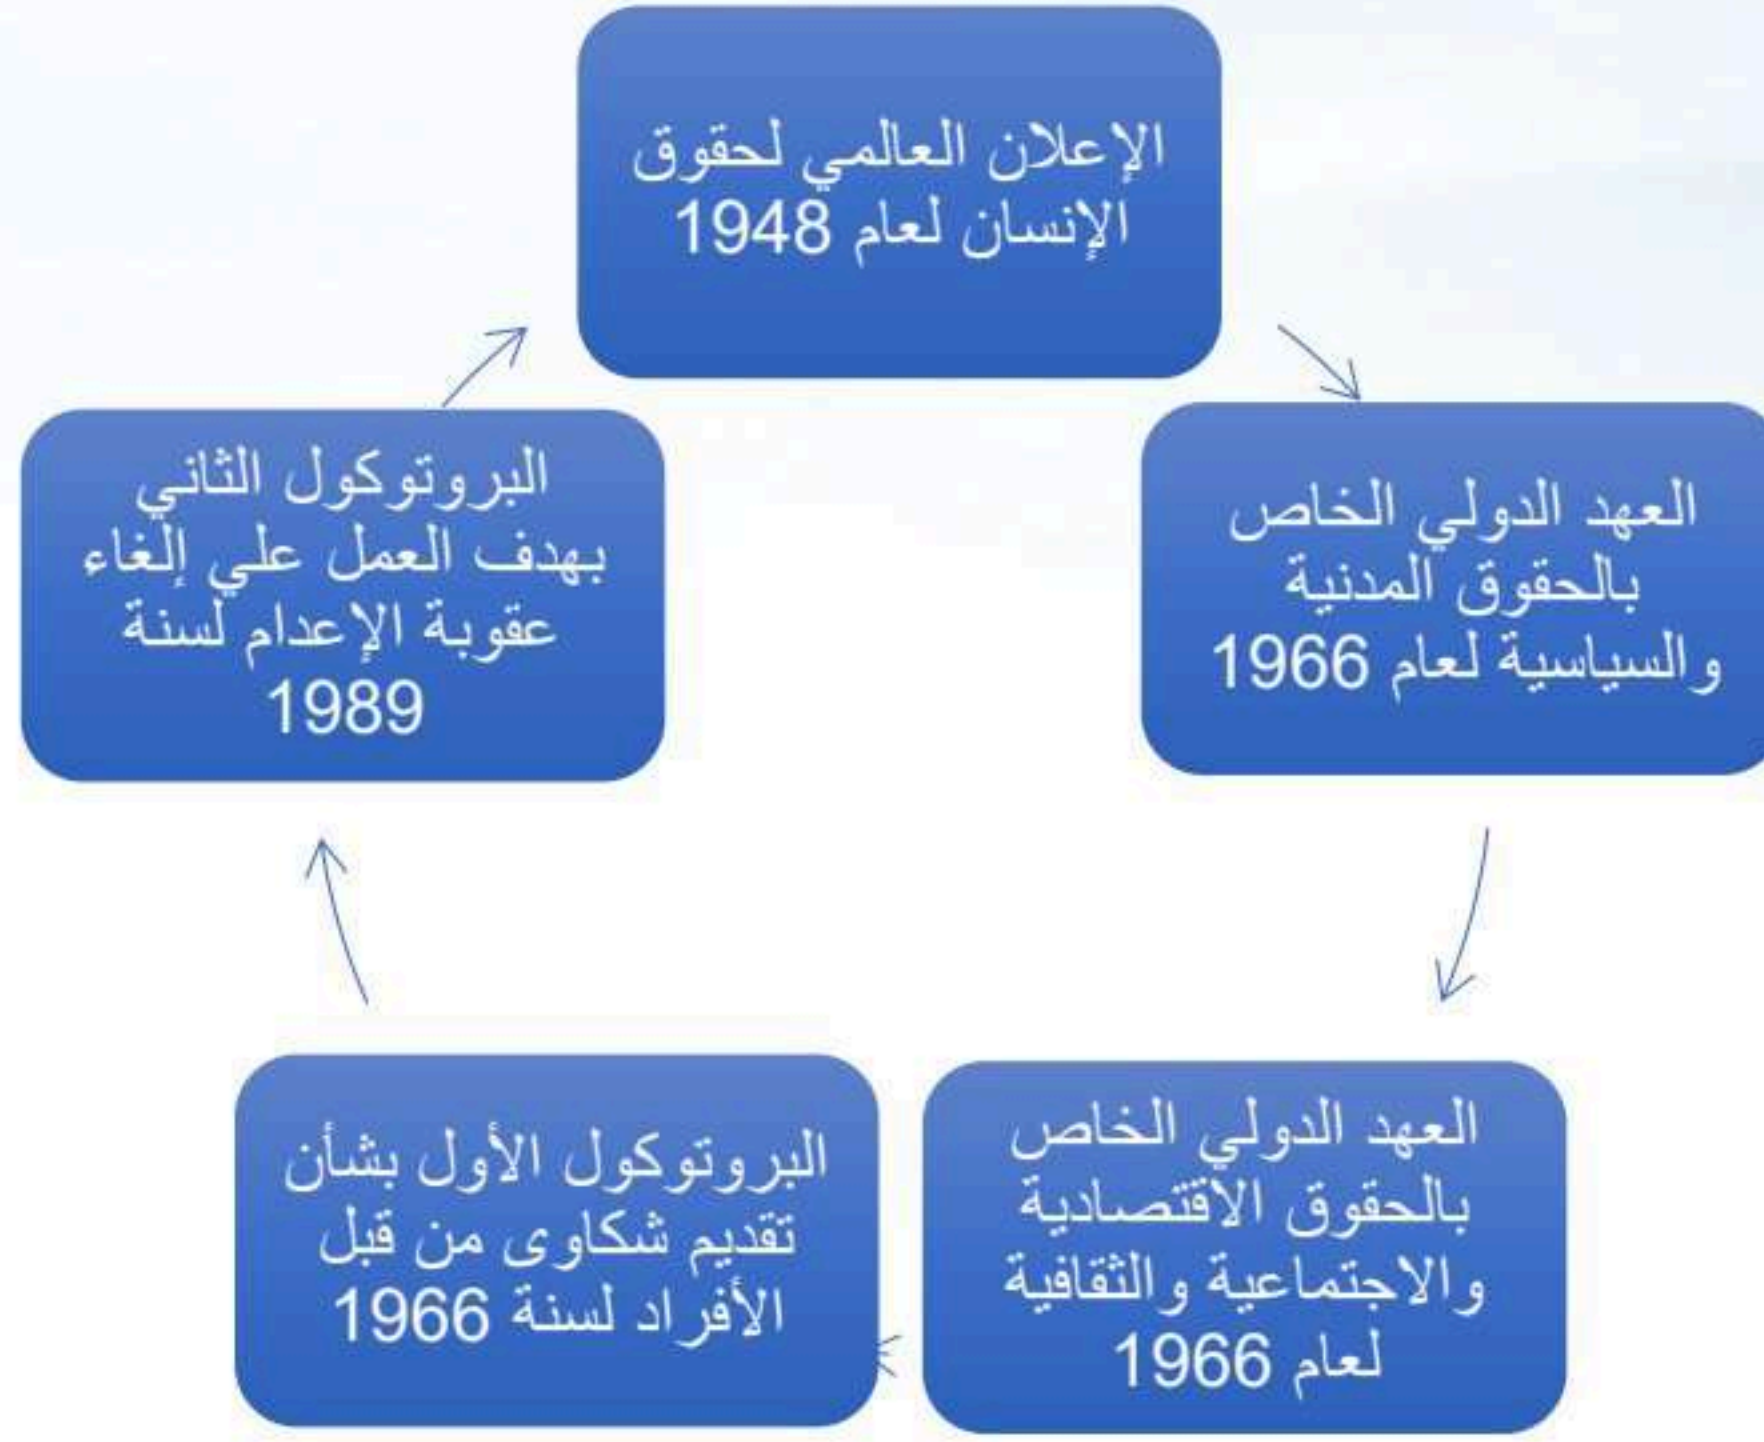 الإعلان العالمي لحقوق
الإنسان لعام 1948
العهد الدولي الخاص
بالحقوق المدنية
والسياسية لعام 1966
العهد الدولي الخاص
بالحقوق الاقتصادية
والاجتماعية والثقافية
لعام 1966
البروتوكول الأول بشأن
تقديم شكاوى من قبل
الأفراد لسنة 1966
البروتوكول الثاني
بهدف العمل علي إلغاء
عقوبة الإعدام لسنة
1989